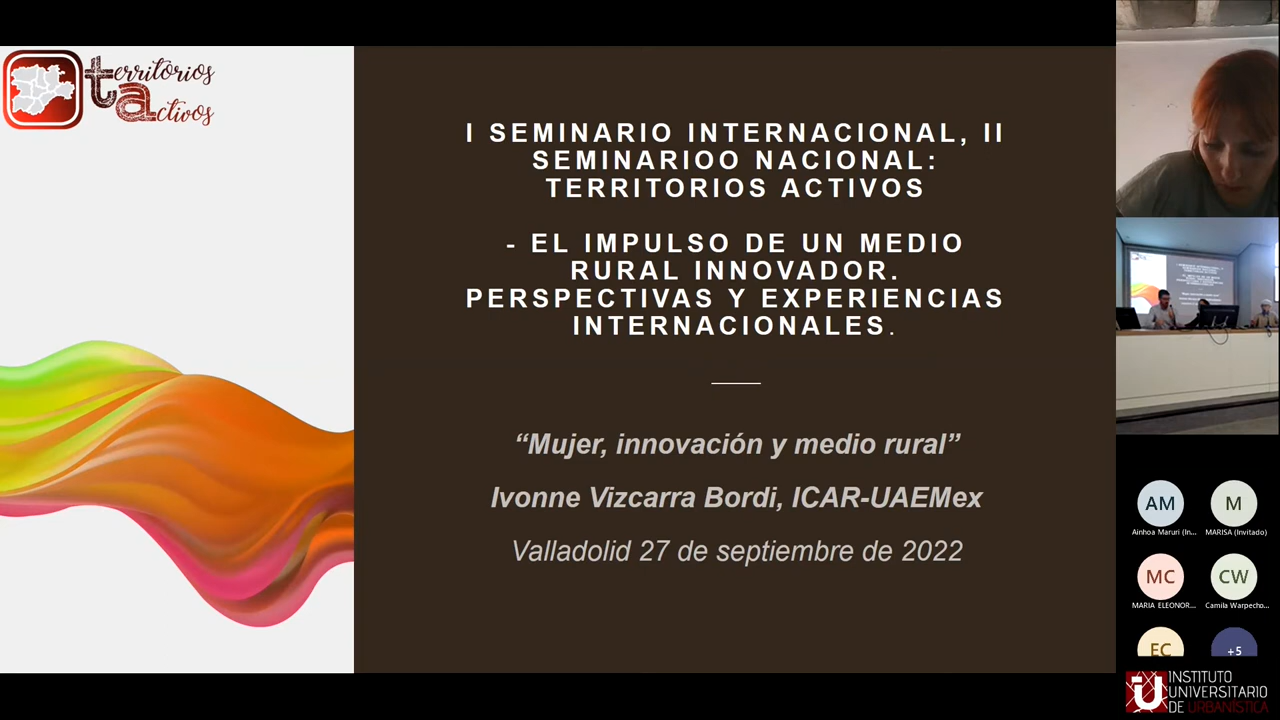 territorios
activos
I SEMINARIO INTERNACIONAL, II
SEMINARIOO NACIONAL:
TERRITORIOS ACTIVOS
- EL IMPULSO DE UN MEDIO
RURAL INNOVADOR.
PERSPECTIVAS Y EXPERIENCIAS
INTERNACIONALES.
“Mujer, innovación y medio rural”
Ivonne Vizcarra Bordi, ICAR-UAEMex
Valladolid 27 de septiembre de 2022
AM
M
Ainhoa Maruri (In...
MARISA (Invitado)
MC
CW
MARIA ELEONOR...
Camila Warpecho...
EC
+5
INSTITUTO
UNIVERSITARIO
DE URBANÍSTICA